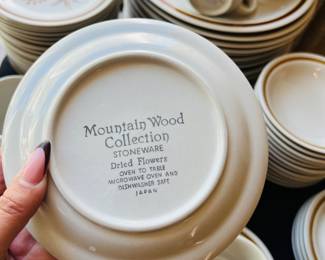 Mountain Wood
Collection
STONEWARE
Dried Flowers
OVEN TO TABLE
MICROWAVE OVEN AND
DISHWASHER SAFE
JAPAN